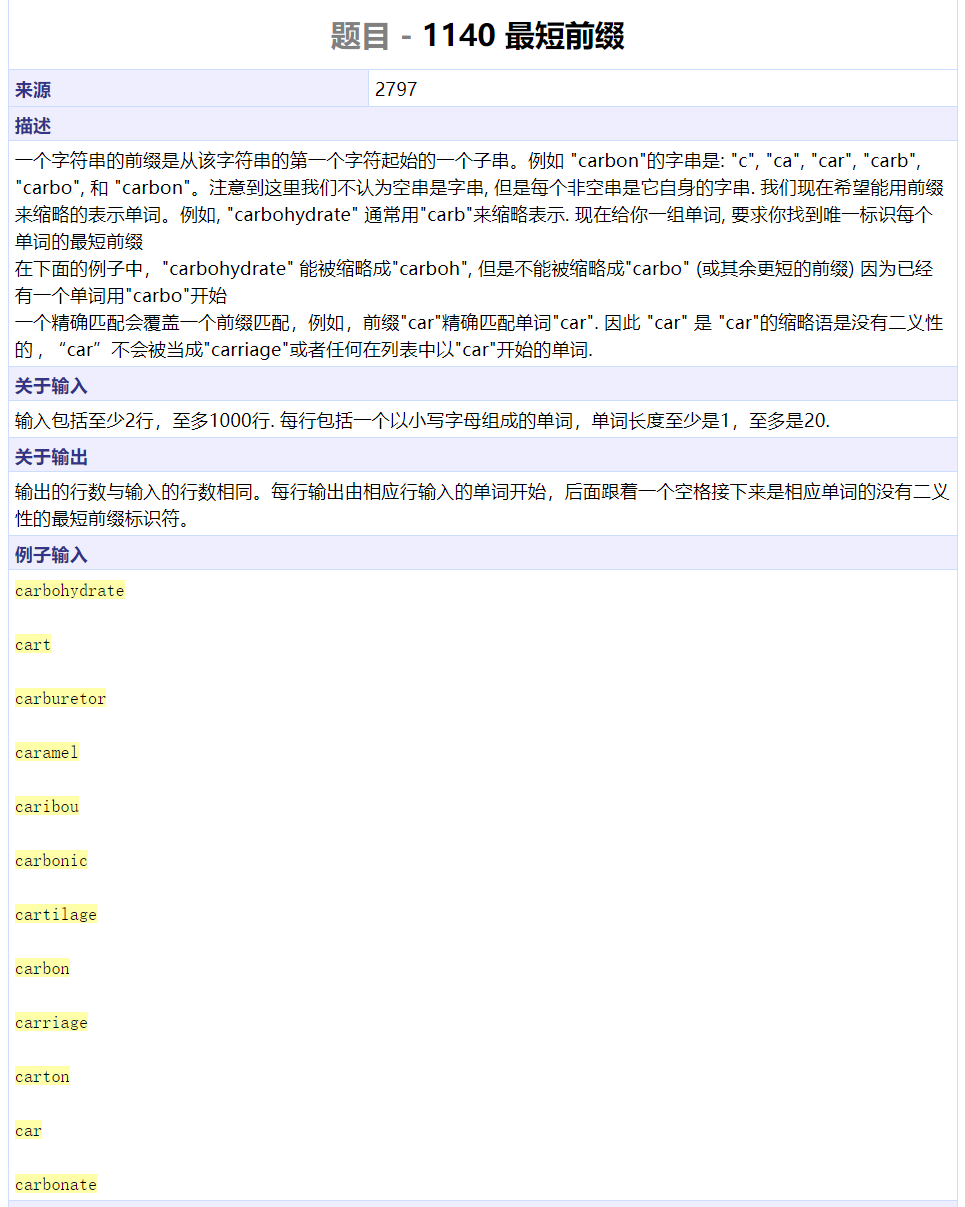 题目 - 1140 最短前缀
来源 2797
描述
一个字符串的前缀是从该字符串的第一个字符起始的一个子串。例如 "carbon"的字串是: "c", "ca", "car", "carb",
"carbo", 和 "carbon"。注意到这里我们不认为空串是字串, 但是每个非空串是它自身的字串. 我们现在希望能用前缀
来缩略的表示单词。例如, "carbohydrate" 通常用"carb"来缩略表示. 现在给你一组单词, 要求你找到唯一标识每个
单词的最短前缀
在下面的例子中，"carbohydrate" 能被缩略成"carboh", 但是不能被缩略成"carbo" (或其余更短的前缀) 因为已经
有一个单词用"carbo"开始
一个精确匹配会覆盖一个前缀匹配，例如，前缀"car"精确匹配单词"car". 因此 "car" 是 "car"的缩略语是没有二义性
的 ,  “car”不会被当成"carriage"或者任何在列表中以"car"开始的单词.
关于输入
输入包括至少2行，至多1000行. 每行包括一个以小写字母组成的单词，单词长度至少是1，至多是20.
关于输出
输出的行数与输入的行数相同。每行输出由相应行输入的单词开始，后面跟着一个空格接下来是相应单词的没有二义
性的最短前缀标识符。
例子输入
carbohydrate
cart
carburetor
caramel
caribou
carbonic
cartilage
carbon
carriage
carton
car
carbonate